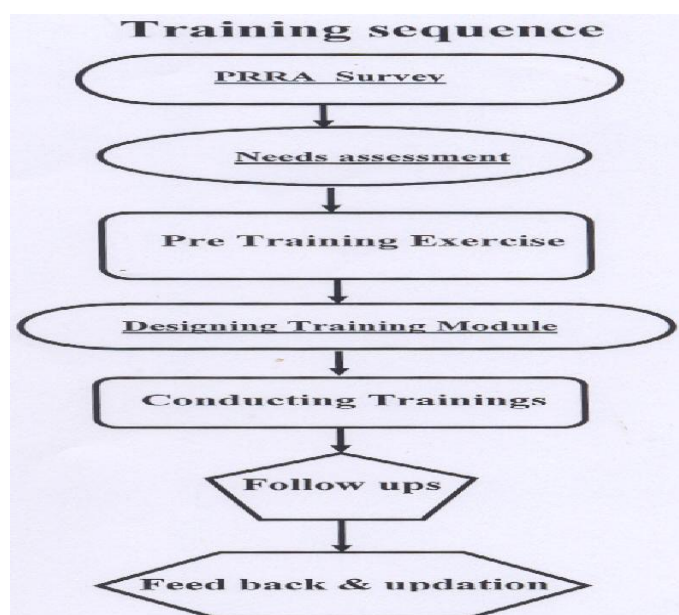 Training sequence
PRRA Survey
Needs assessment
Pre Training Exercise
Designing Training Module
Conducting Trainings
Follow ups
Feed back & updation